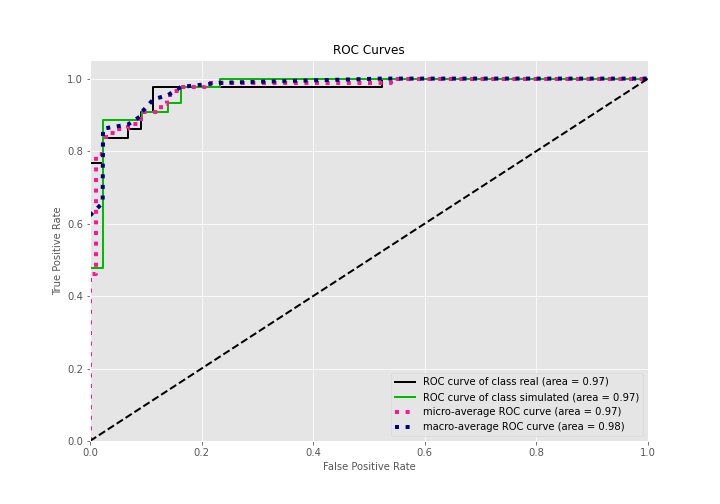 ROC Curves
True Positive Rate
1.0
0.8
0.6
0.4
0.2
0.0
0.0 0.2 0.4 0.6 0.8 1.0
False Positive Rate
ROC curve of class real (area = 0.97)
ROC curve of class simulated (area = 0.97)
micro-average ROC curve (area = 0.97)
macro-average ROC curve (area = 0.98)